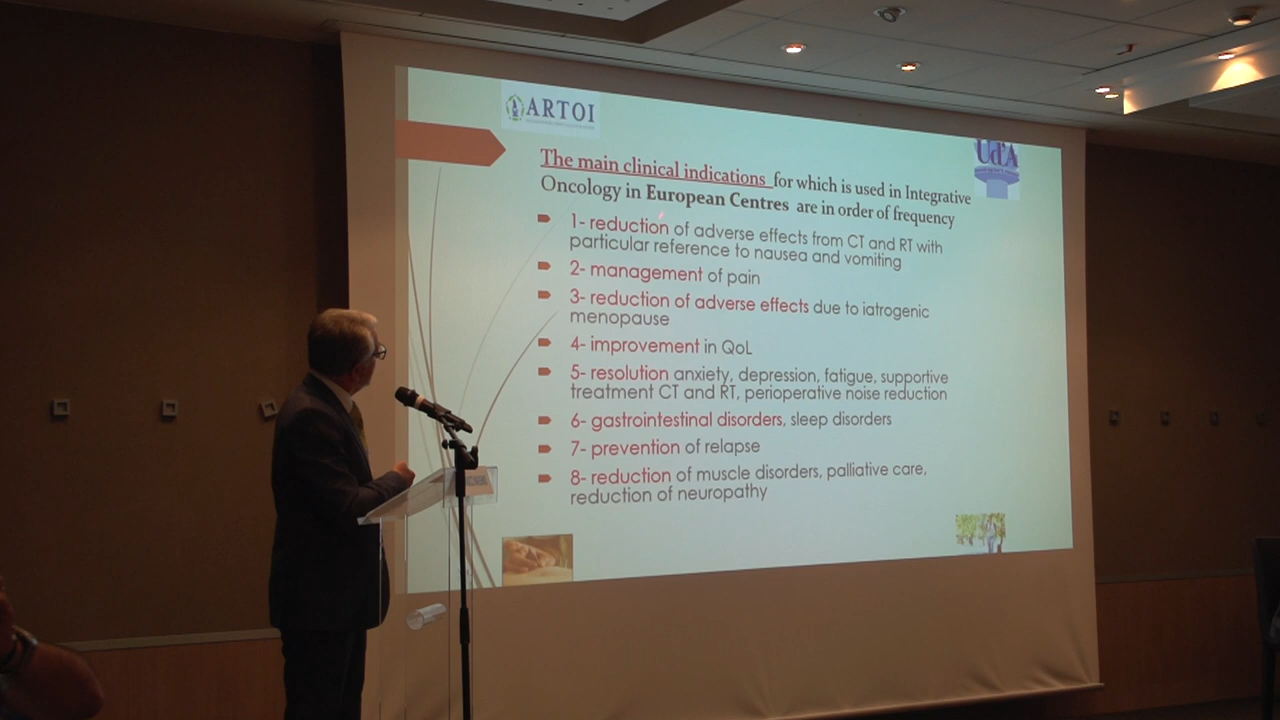 ARTOI
Ud'A
The main clinical indications for which is used in Integrative
Oncology in European Centres are in order of frequency
1- reduction of adverse effects from CT and RT with
particular reference to nausea and vomiting
2- management of pain
3- reduction of adverse effects due to iatrogenic
menopause
4- improvement in QoL
5- resolution anxiety, depression, fatigue, supportive
treatment CT and RT, perioperative noise reduction
6- gastrointestinal disorders, sleep disorders
7- prevention of relapse
8- reduction of muscle disorders, palliative care,
reduction of neuropathy